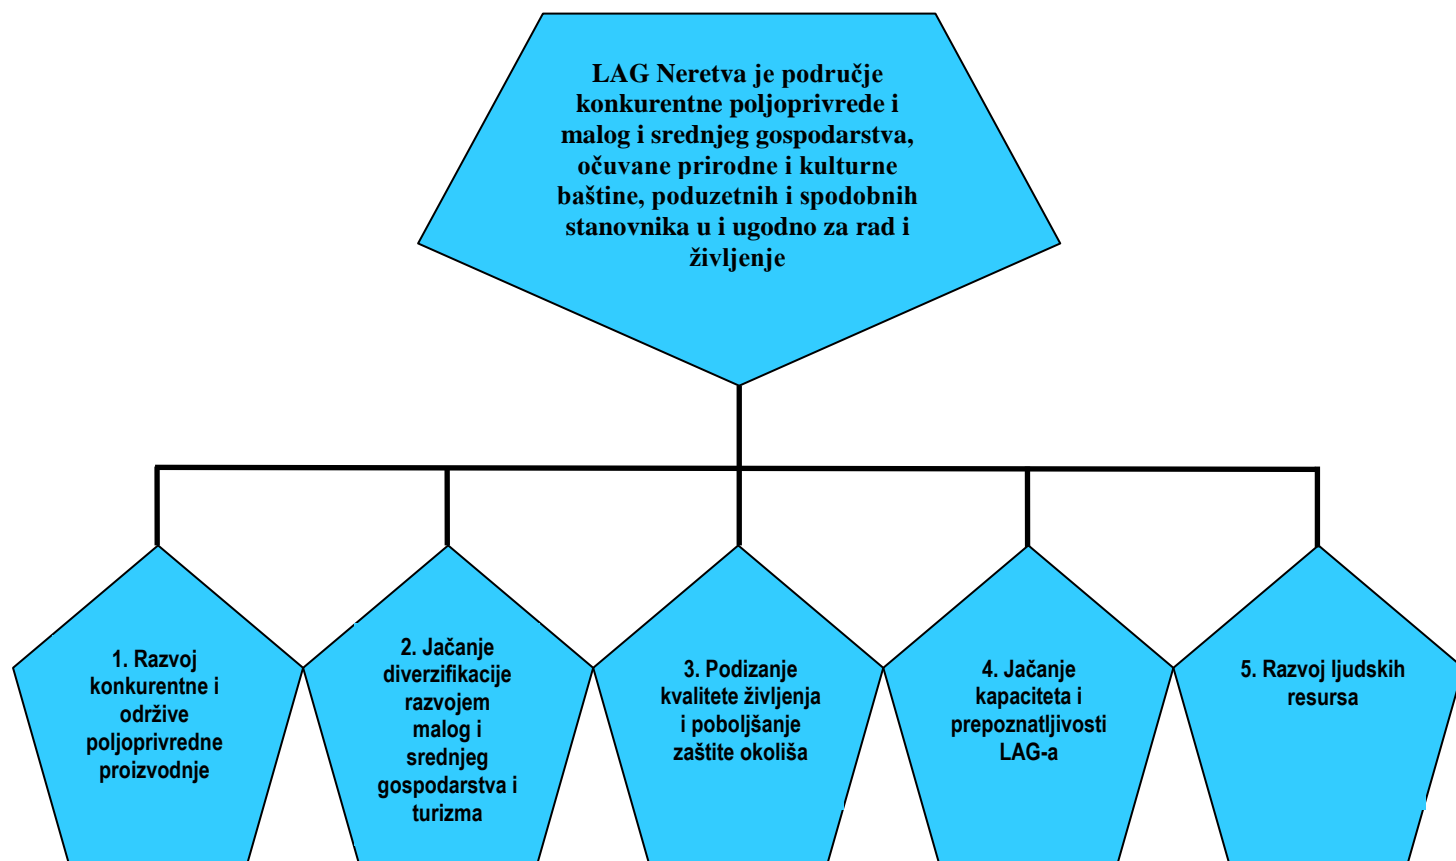 LAG Neretva je područje
konkurentne poljoprivrede i
malog i srednjeg gospodarstva,
očuvane prirodne i kulturne
baštine, poduzetnih i spodobnih
stanovnika u i ugodno za rad i
življenje
1. Razvoj
konkurentne i
održive
poljoprivredne
proizvodnje
2. Jačanje
diverzifikacije
razvojem
malog i
srednjeg
gospodarstva i
turizma
3. Podizanje
kvalitete življenja
i poboljšanje
zaštite okoliša
4. Jačanje
kapaciteta i
prepoznatljivosti
LAG-a
5. Razvoj ljudskih
resursa